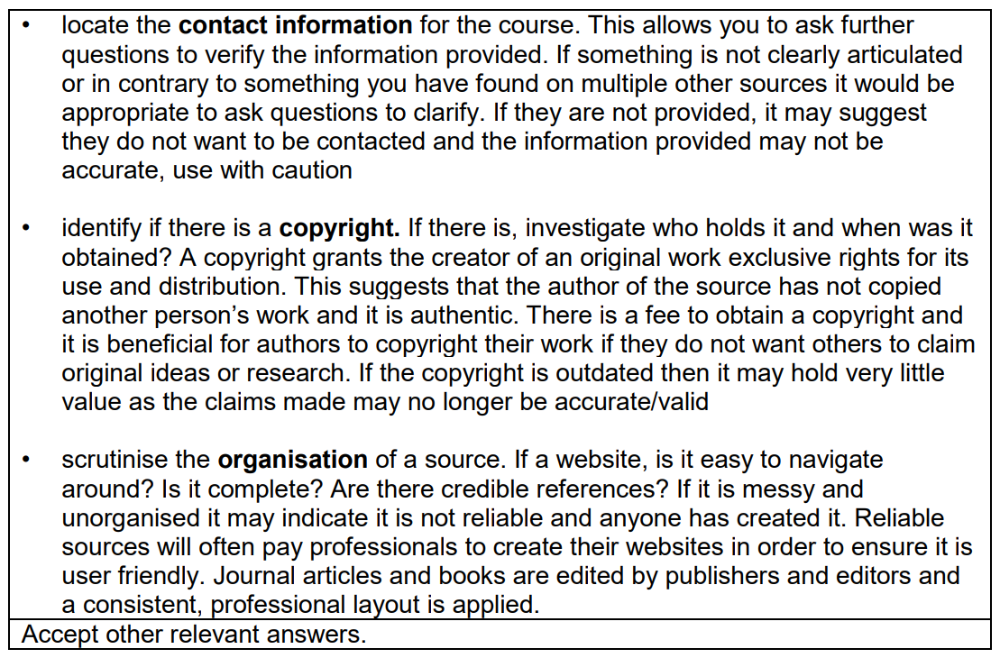 • locate the contact information for the course. This allows you to ask further
questions to verify the information provided. If something is not clearly articulated
or in contrary to something you have found on multiple other sources it would be
appropriate to ask questions to clarify. If they are not provided, it may suggest
they do not want to be contacted and the information provided may not be
accurate, use with caution
• identify if there is a copyright. If there is, investigate who holds it and when was it
obtained? A copyright grants the creator of an original work exclusive rights for its
use and distribution. This suggests that the author of the source has not copied
another person’s work and it is authentic. There is a fee to obtain a copyright and
it is beneficial for authors to copyright their work if they do not want others to claim
original ideas or research. If the copyright is outdated then it may hold very little
value as the claims made may no longer be accurate/valid
• scrutinise the organisation of a source. If a website, is it easy to navigate
around? Is it complete? Are there credible references? If it is messy and
unorganised it may indicate it is not reliable and anyone has created it. Reliable
sources will often pay professionals to create their websites in order to ensure it is
user friendly. Journal articles and books are edited by publishers and editors and
a consistent, professional layout is applied.
Accept other relevant answers.